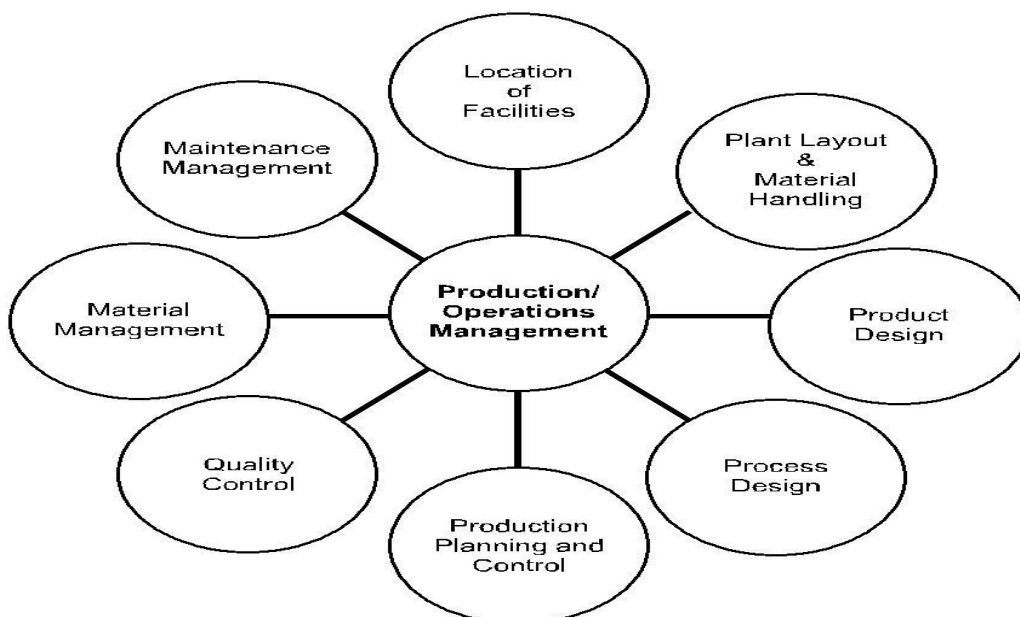 Location
of
Facilities
Plant Layout
&
Material
Handling
Product
Design
Process
Design
Production
Planning and
Control
Quality
Control
Material
Management
Maintenance
Management
Production/
Operations
Management